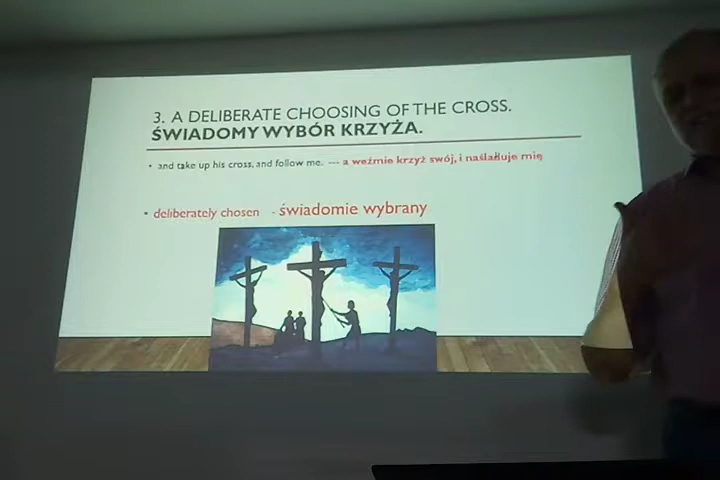 3. A DELIBERATE CHOOSING OF THE CROSS.
ŚWIADOMY WYBÓR KRZYŻA.
• and take up his cross, and follow me. --- a weźmie krzyż swój, i naśladuje mię
• deliberately chosen - świadomie wybrany